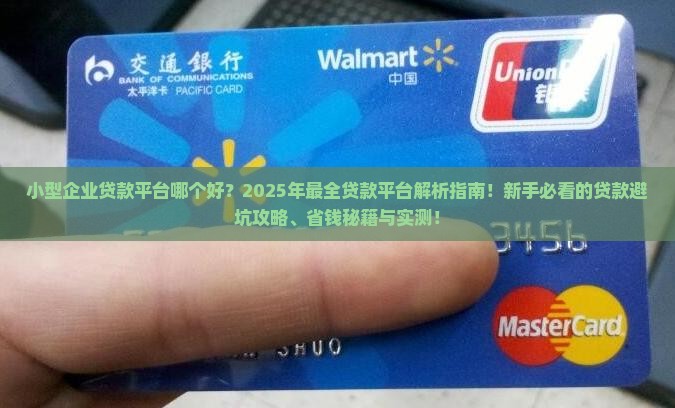 交通銀行
BANK OF COMMUNICATIONS
太平洋卡 PACIFIC CARD
Walmart
中国
Union
银
小型企业贷款平台哪个好？2025年最全贷款平台解析指南！新手必看的贷款避
坑攻略、省钱秘籍与实测！
3456
SHUO
MasterCard